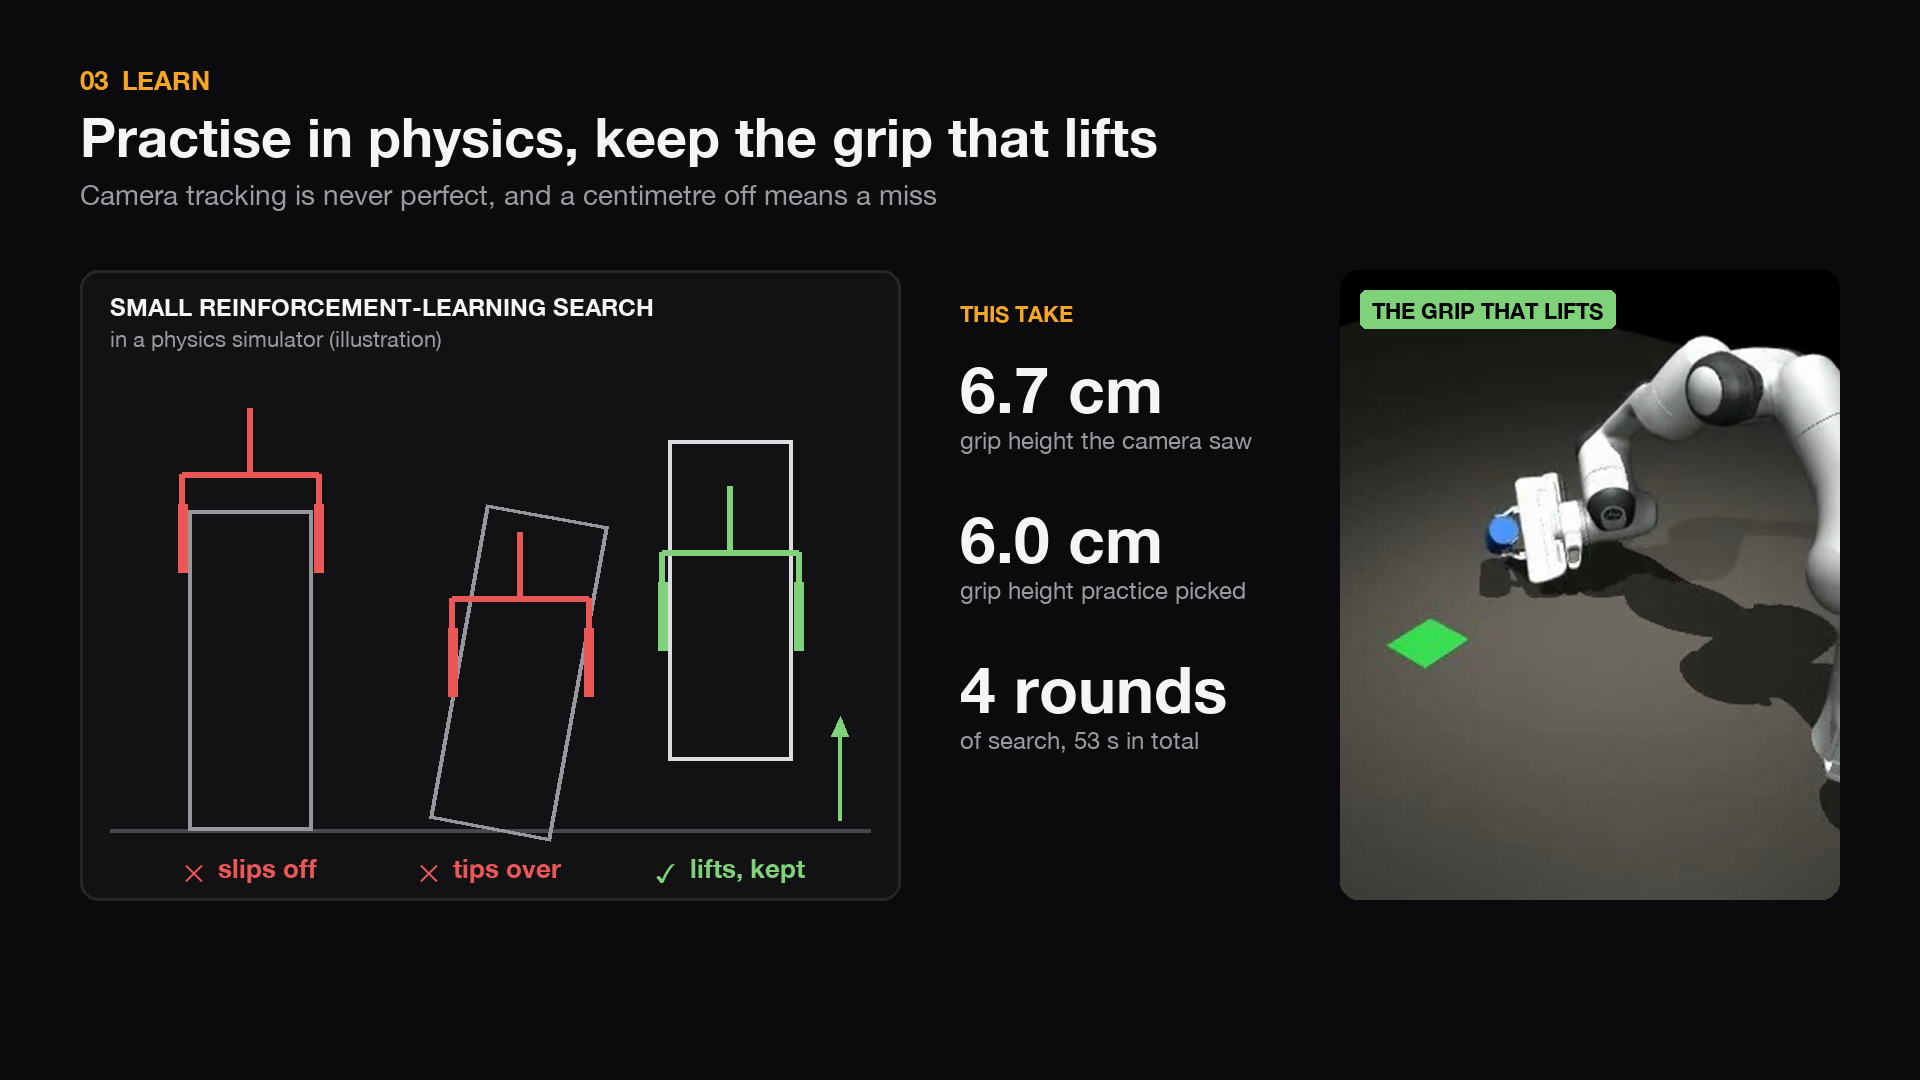 03 LEARN
Practise in physics, keep the grip that lifts
Camera tracking is never perfect, and a centimetre off means a miss
SMALL REINFORCEMENT-LEARNING SEARCH
in a physics simulator (illustration)
✕ slips off
✕ tips over
✓ lifts, kept
THIS TAKE
6.7 cm
grip height the camera saw
6.0 cm
grip height practice picked
4 rounds
of search, 53 s in total
THE GRIP THAT LIFTS